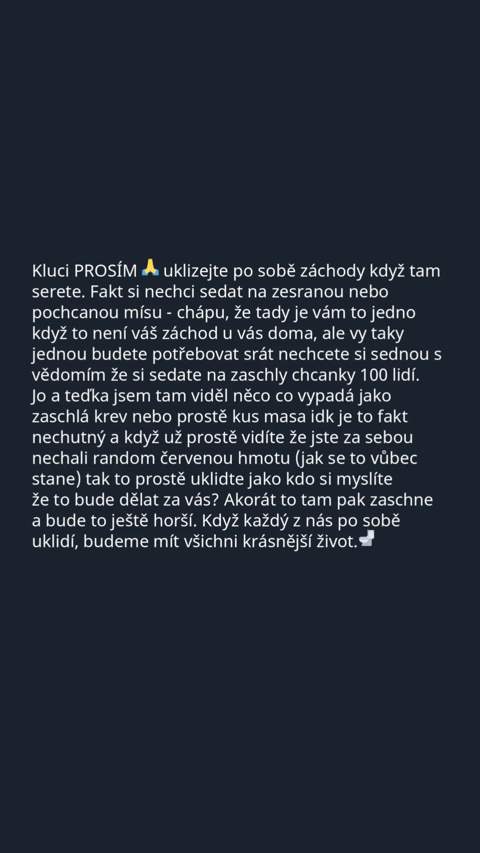 Kluci PROSÍM 🙏 uklizejte po sobě záchody když tam
serete. Fakt si nechci sedat na zesranou nebo
pochcanou mísu - chápu, že tady je vám to jedno
když to není váš záchod u vás doma, ale vy taky
jednou budete potřebovat srát nechcete si sednou s
vědomím že si sedate na zaschly chcanky 100 lidí.
Jo a teďka jsem tam viděl něco co vypadá jako
zaschlá krev nebo prostě kus masa idk je to fakt
nechutný a když už prostě vidíte že jste za sebou
nechali random červenou hmotu (jak se to vůbec
stane) tak to prostě uklidte jako kdo si myslíte
že to bude dělat za vás? Akorát to tam pak zaschne
a bude to ještě horší. Když každý z nás po sobě
uklidí, budeme mít všichni krásnější život.🚽